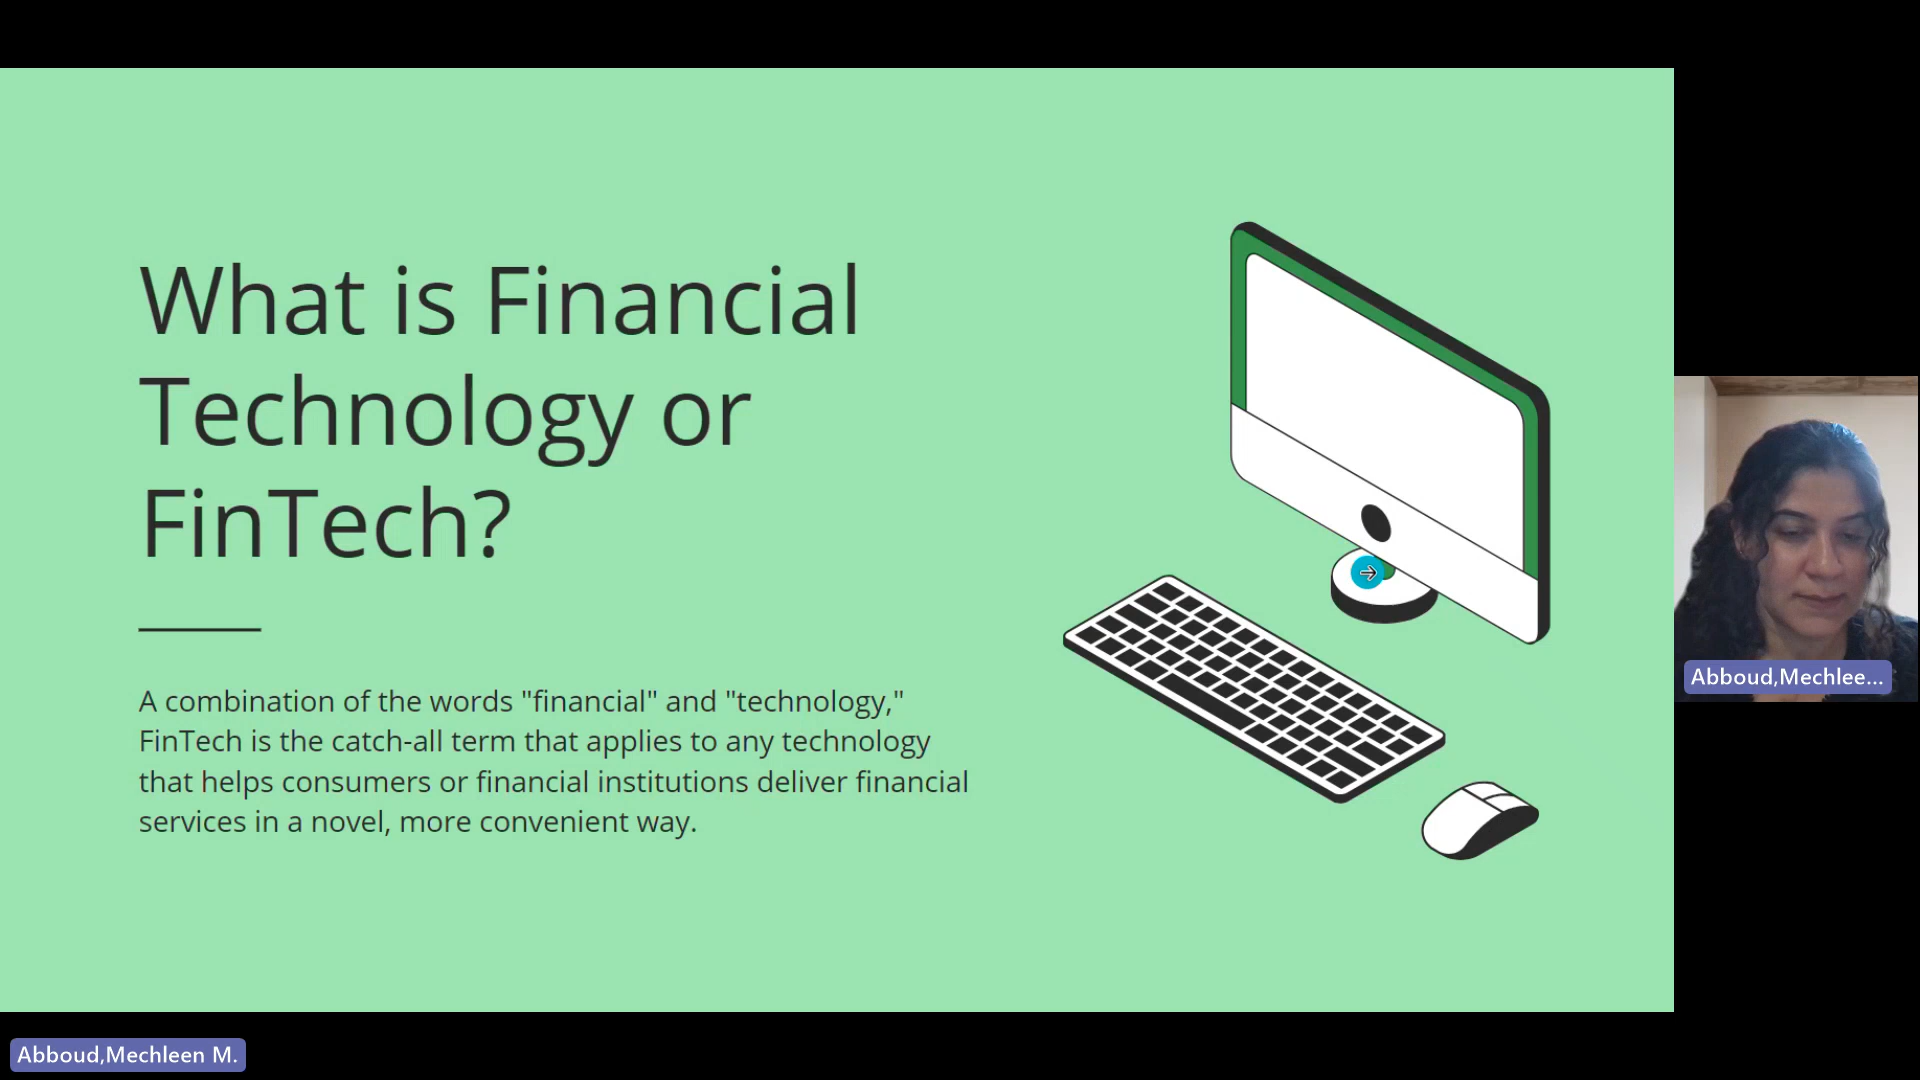 What is Financial
Technology or
FinTech?
A combination of the words "financial" and "technology,"
FinTech is the catch-all term that applies to any technology
that helps consumers or financial institutions deliver financial
services in a novel, more convenient way.
Abboud,Mechlee...
Abboud,Mechleen M.